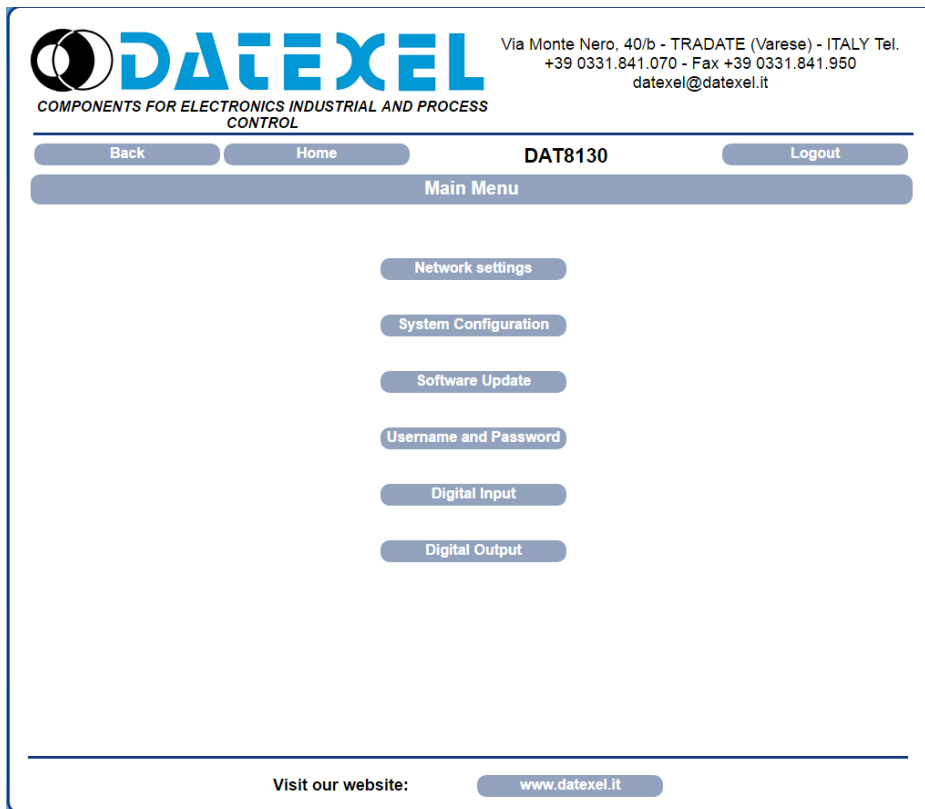 DATEXEL
COMPONENTS FOR ELECTRONICS INDUSTRIAL AND PROCESS
CONTROL
Via Monte Nero, 40/b - TRADATE (Varese) - ITALY Tel.
+39 0331.841.070 - Fax +39 0331.841.950
datexel@datexel.it
Back
Home
DAT8130
Logout
Main Menu
Network settings
System Configuration
Software Update
Username and Password
Digital Input
Digital Output
Visit our website:
www.datexel.it